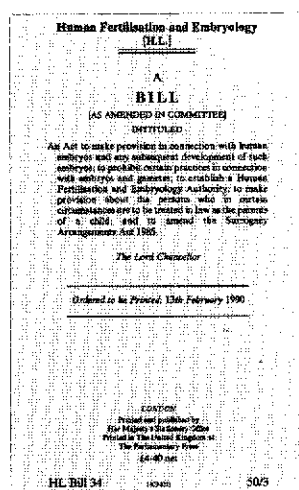 Human Fertilisation and Embryology
[H.L.]
A
BILL
[AS AMENDED IN COMMITTEE]
INTITULED
An Act to make provision in connection with human
embryos and any subsequent development of such
embryos; to prohibit certain practices in connection
with embryos and gametes; to establish a Human
Fertilisation and Embryology Authority; to make
provision about the persons who in certain
circumstances are to be treated in law as the parents
of a child; and to amend the Surrogacy
Arrangements Act 1985.
The Lord Chancellor
Ordered to be Printed, 13th February 1990
LONDON
Printed and published by
Her Majesty's Stationery Office
Printed in The United Kingdom at
The Parliamentary Press
£4·40 net
HL Bill 34
50/3